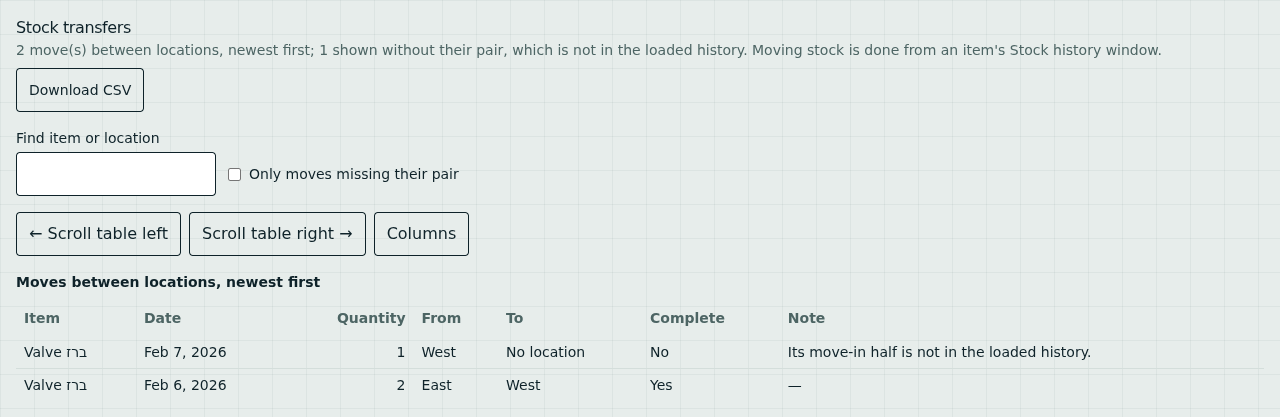 Stock transfers
2 move(s) between locations, newest first; 1 shown without their pair, which is not in the loaded history. Moving stock is done from an item's Stock history window.
Download CSV
Find item or location
Only moves missing their pair
← Scroll table left Scroll table right → Columns
Moves between locations, newest first
Item Date Quantity From To Complete Note
Valve ברז Feb 7, 2026 1 West No location No Its move-in half is not in the loaded history.
Valve ברז Feb 6, 2026 2 East West Yes —